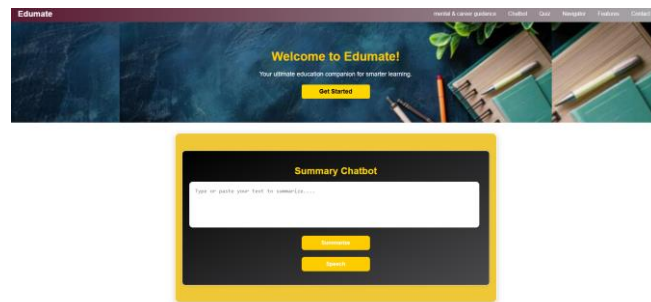 Edumate
mental & career guidance Chatbot Quiz Navigator Features Contact
Welcome to Edumate!
Your ultimate education companion for smarter learning.
Get Started
Summary Chatbot
Type or paste your text to summarize....
Summarize
Speech